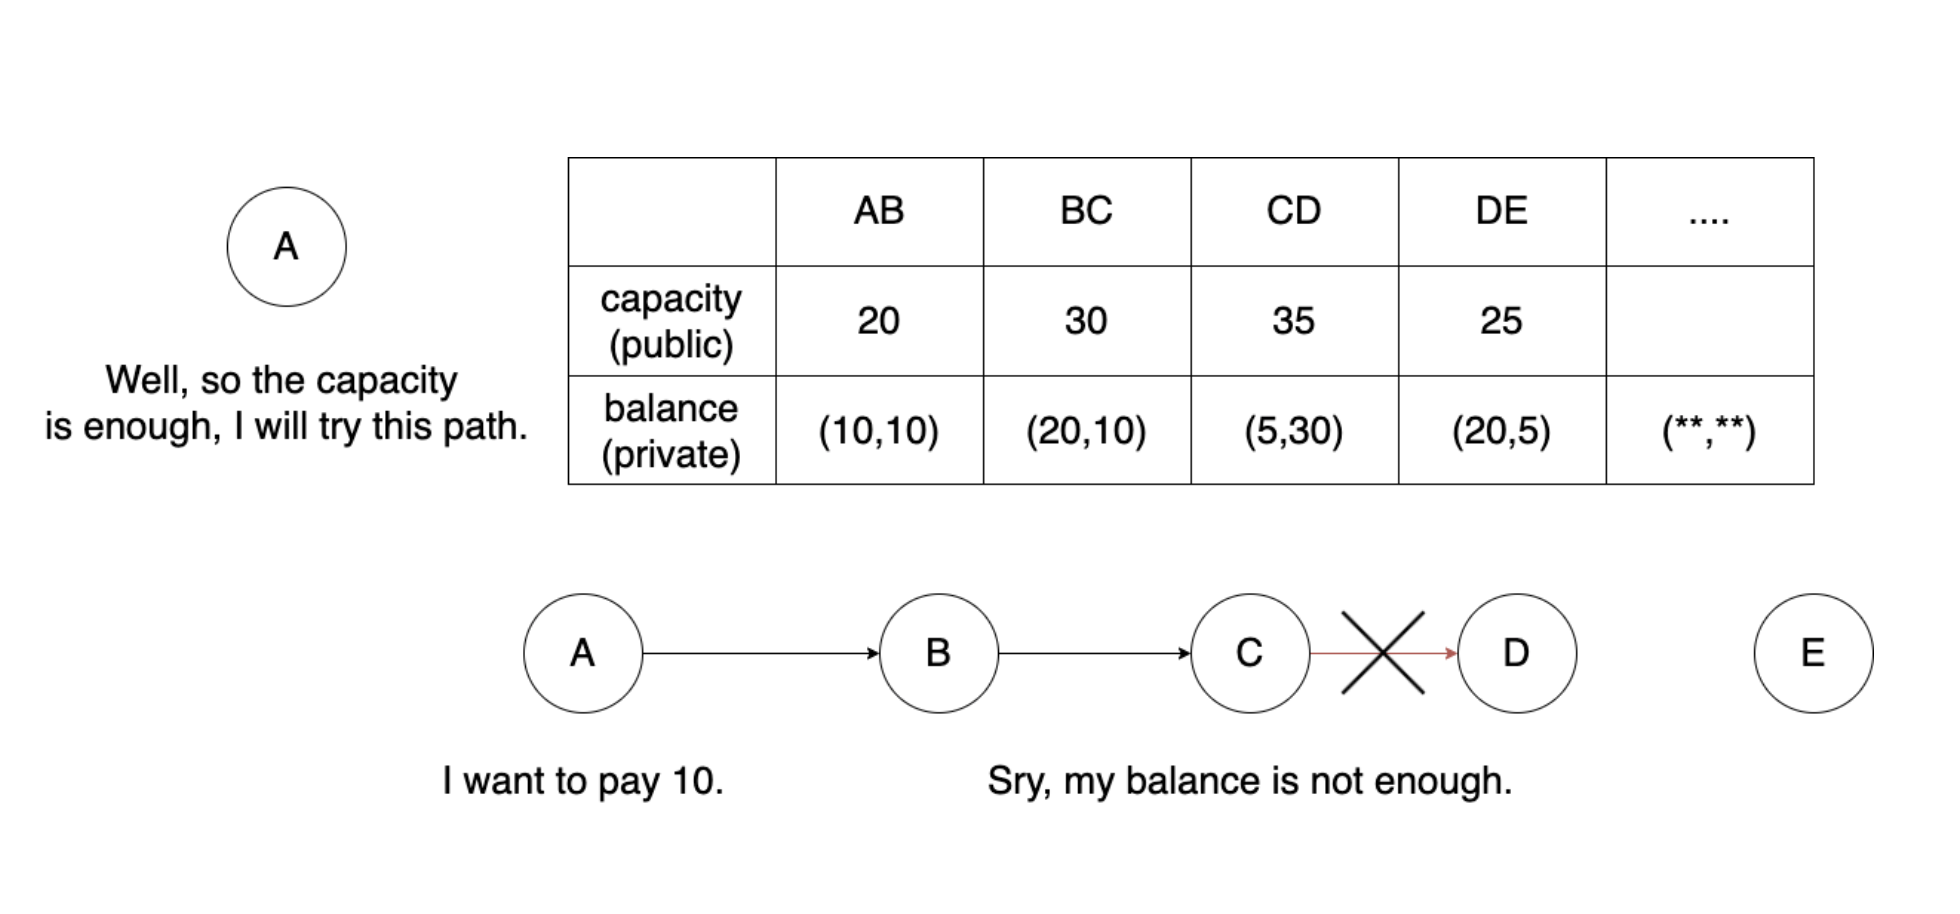 AB BC CD DE ....
A
capacity
(public) 20 30 35 25
Well, so the capacity
is enough, I will try this path.
balance
(private) (10,10) (20,10) (5,30) (20,5) (**,**)
A B C D E
I want to pay 10.
Sry, my balance is not enough.